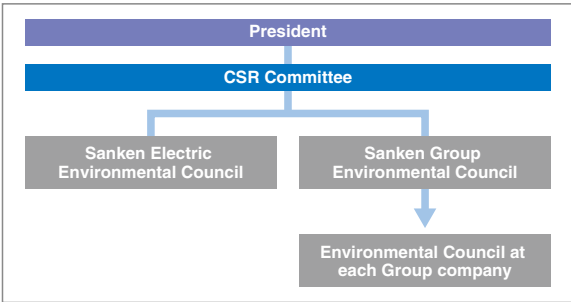 President
CSR Committee
Sanken Electric
Environmental Council
Sanken Group
Environmental Council
Environmental Council at
each Group company